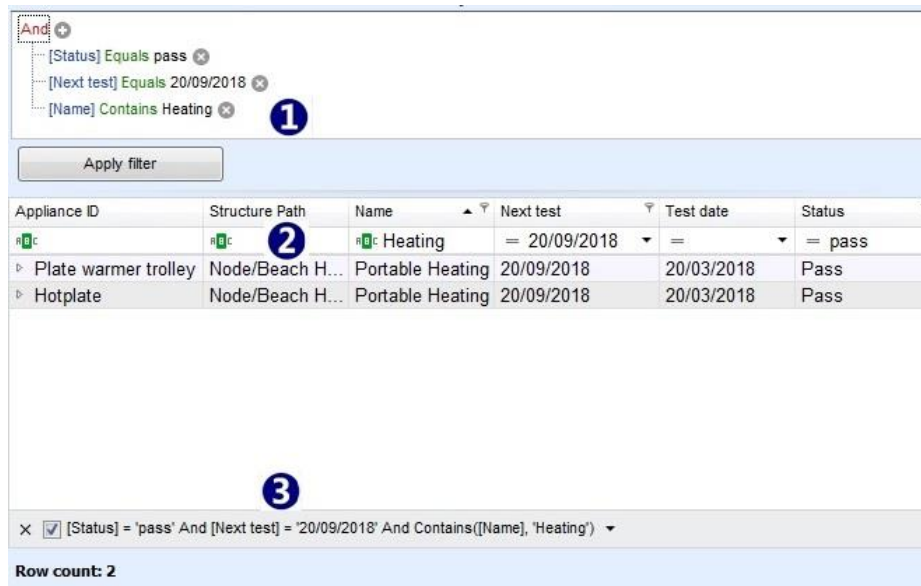 And
[Status] Equals pass
[Next test] Equals 20/09/2018
[Name] Contains Heating
1
Apply filter
Appliance ID Structure Path Name Next test Test date Status
ABC ABC ABC Heating = 20/09/2018 = = pass
2
Plate warmer trolley Node/Beach H... Portable Heating 20/09/2018 20/03/2018 Pass
Hotplate Node/Beach H... Portable Heating 20/09/2018 20/03/2018 Pass
3
[Status] = 'pass' And [Next test] = '20/09/2018' And Contains([Name], 'Heating')
Row count: 2